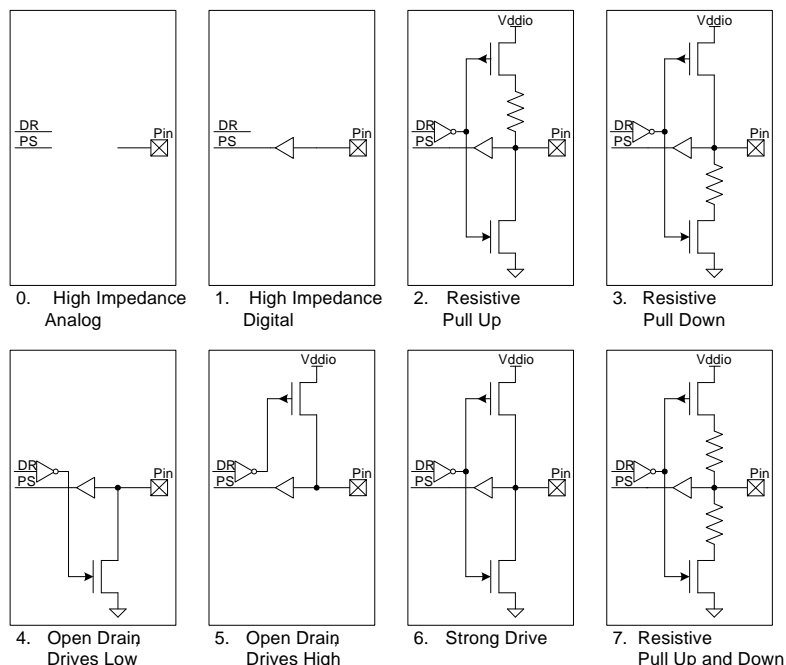 DR
PS
Pin
0. High Impedance
Analog
DR
PS
Pin
1. High Impedance
Digital
Vddio
DR
PS
Pin
2. Resistive
Pull Up
Vddio
DR
PS
Pin
3. Resistive
Pull Down
DR
PS
Pin
4. Open Drain,
Drives Low
Vddio
DR
PS
Pin
5. Open Drain,
Drives High
Vddio
DR
PS
Pin
6. Strong Drive
Vddio
DR
PS
Pin
7. Resistive
Pull Up and Down